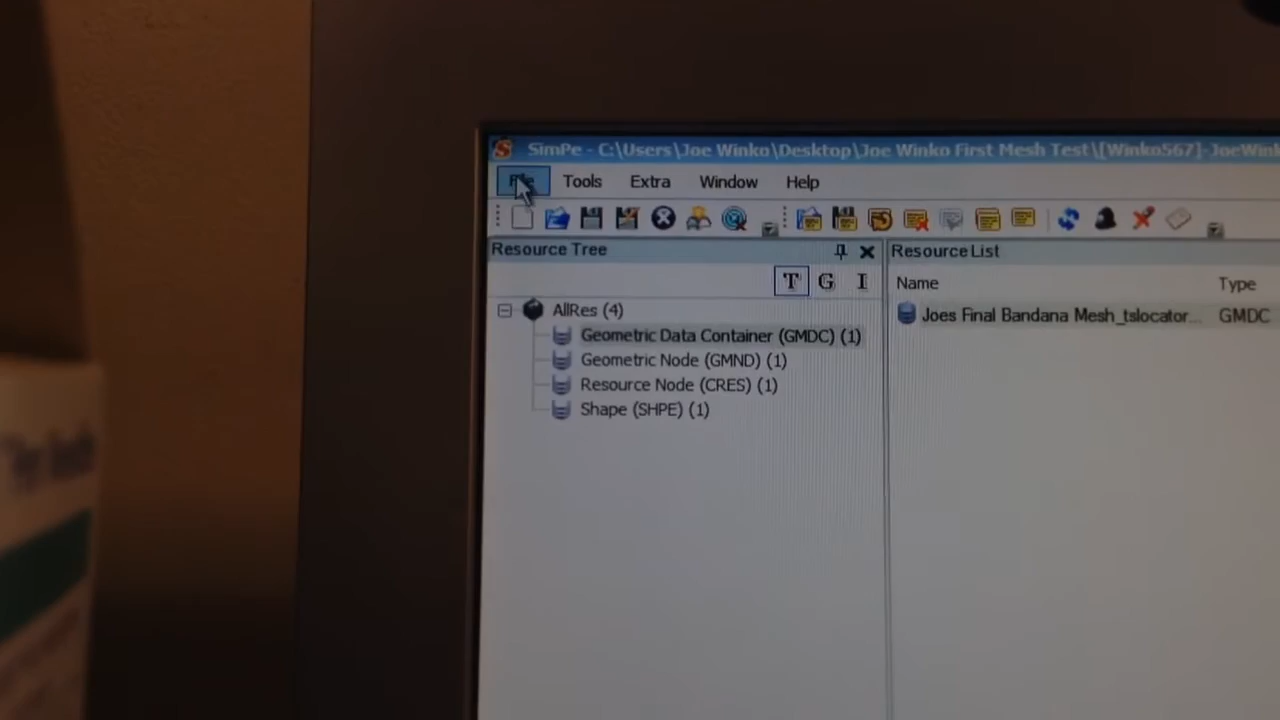 SimPe - C:\Users\Joe Winko\Desktop\Joe Winko First Mesh Test\[Winko567]-JoeWink
File Tools Extra Window Help
Resource Tree
Resource List
T G I
Name Type
AllRes (4)
Joes Final Bandana Mesh_tslocator... GMDC
Geometric Data Container (GMDC) (1)
Geometric Node (GMND) (1)
Resource Node (CRES) (1)
Shape (SHPE) (1)